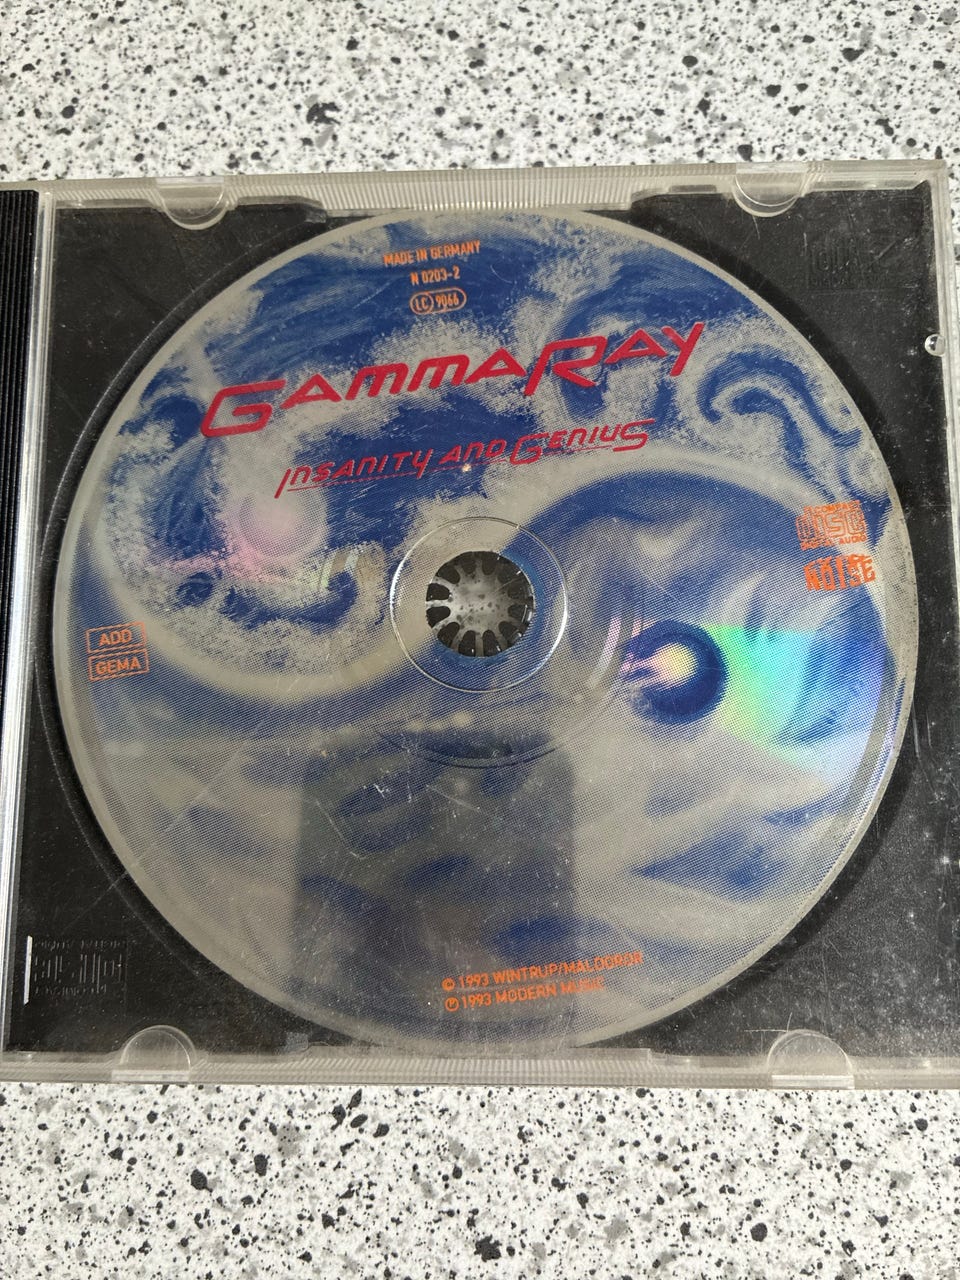 MADE IN GERMANY
N 0203-2
LC 9066
GAMMARAY
INSANITY AND GENIUS
COMPACT
DISC
DIGITAL AUDIO
NOISE
ADD
GEMA
© 1993 WINTRUP/MALDOROR
℗ 1993 MODERN MUSIC